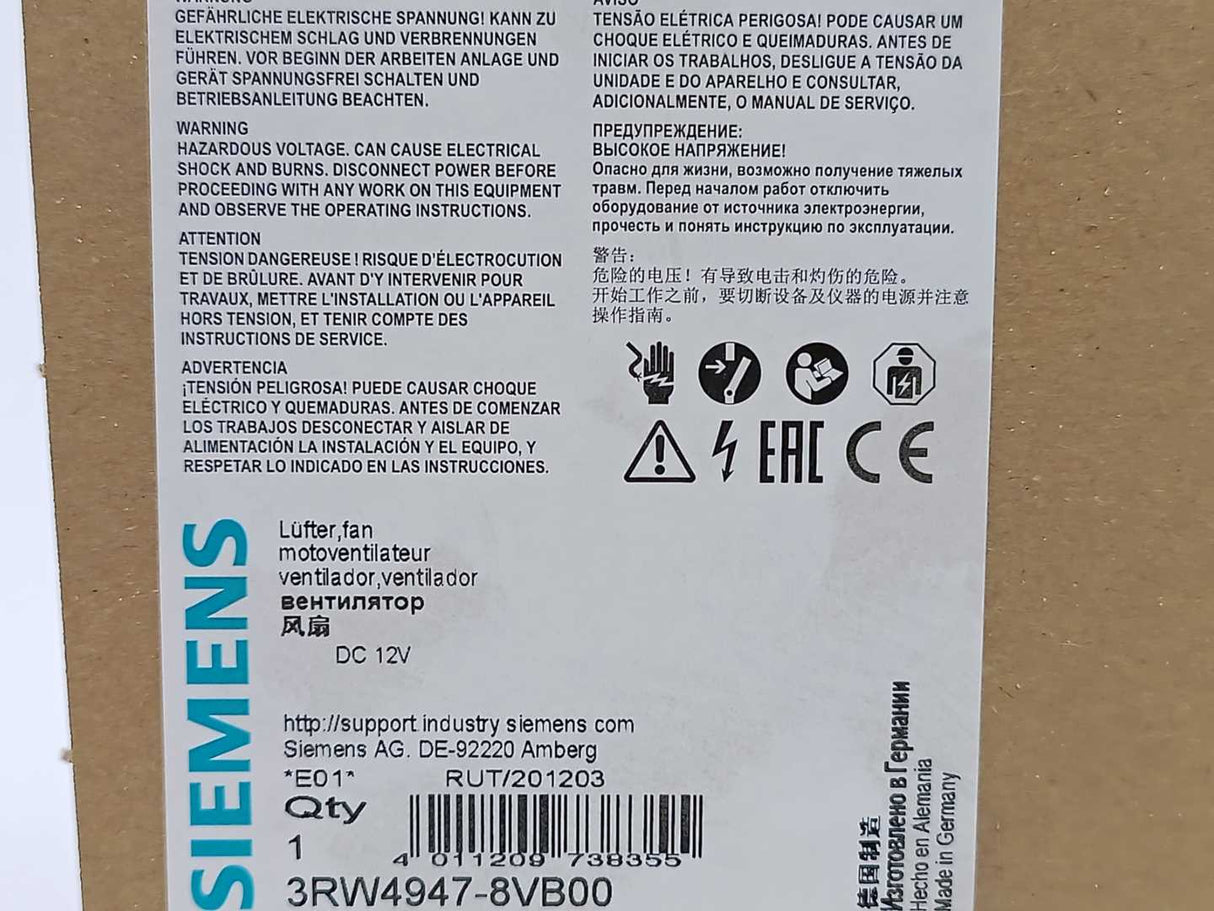 WARNUNG
GEFÄHRLICHE ELEKTRISCHE SPANNUNG! KANN ZU
ELEKTRISCHEM SCHLAG UND VERBRENNUNGEN
FÜHREN. VOR BEGINN DER ARBEITEN ANLAGE UND
GERÄT SPANNUNGSFREI SCHALTEN UND
BETRIEBSANLEITUNG BEACHTEN.
WARNING
HAZARDOUS VOLTAGE. CAN CAUSE ELECTRICAL
SHOCK AND BURNS. DISCONNECT POWER BEFORE
PROCEEDING WITH ANY WORK ON THIS EQUIPMENT
AND OBSERVE THE OPERATING INSTRUCTIONS.
ATTENTION
TENSION DANGEREUSE ! RISQUE D'ÉLECTROCUTION
ET DE BRÛLURE. AVANT D'Y INTERVENIR POUR
TRAVAUX, METTRE L'INSTALLATION OU L'APPAREIL
HORS TENSION, ET TENIR COMPTE DES
INSTRUCTIONS DE SERVICE.
ADVERTENCIA
¡TENSIÓN PELIGROSA! PUEDE CAUSAR CHOQUE
ELÉCTRICO Y QUEMADURAS. ANTES DE COMENZAR
LOS TRABAJOS DESCONECTAR Y AISLAR DE
ALIMENTACIÓN LA INSTALACIÓN Y EL EQUIPO, Y
RESPETAR LO INDICADO EN LAS INSTRUCCIONES.
AVISO
TENSÃO ELÉTRICA PERIGOSA! PODE CAUSAR UM
CHOQUE ELÉTRICO E QUEIMADURAS. ANTES DE
INICIAR OS TRABALHOS, DESLIGUE A TENSÃO DA
UNIDADE E DO APARELHO E CONSULTAR,
ADICIONALMENTE, O MANUAL DE SERVIÇO.
ПРЕДУПРЕЖДЕНИЕ:
ВЫСОКОЕ НАПРЯЖЕНИЕ!
Опасно для жизни, возможно получение тяжелых
травм. Перед началом работ отключить
оборудование от источника электроэнергии,
прочесть и понять инструкцию по эксплуатации.
警告:
危险的电压！有导致电击和灼伤的危险。
开始工作之前，要切断设备及仪器的电源并注意
操作指南。
EAC CE
SIEMENS
Lüfter,fan
motoventilateur
ventilador,ventilador
вентилятор
风扇
DC 12V
http://support.industry siemens com
Siemens AG. DE-92220 Amberg
*E01* RUT/201203
Qty
1
4 011209 738355
3RW4947-8VB00
德国制造
Изготовлено в Германии
Hecho en Alemania
Made in Germany